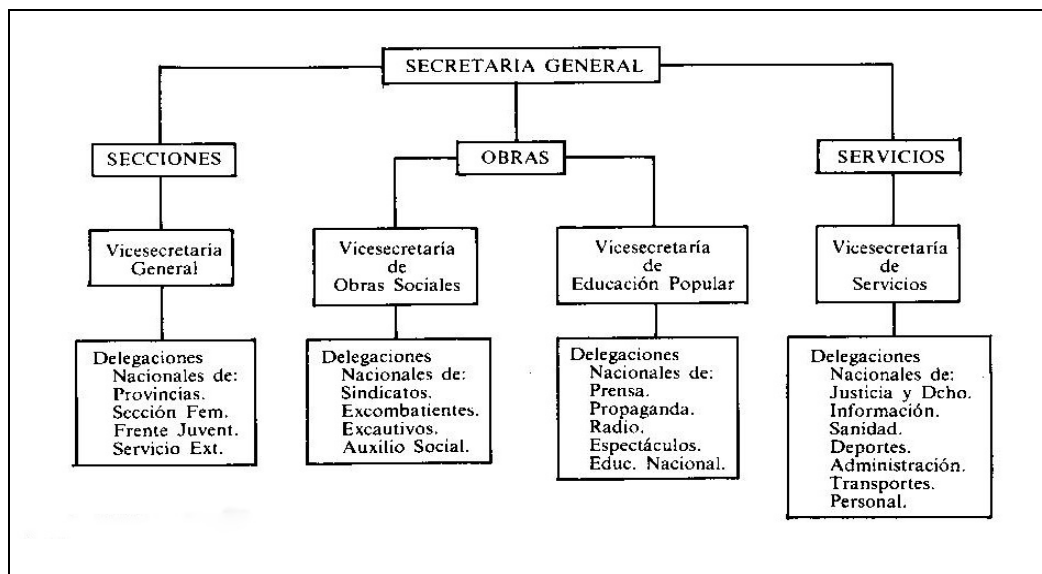 SECRETARIA GENERAL
SECCIONES
OBRAS
SERVICIOS
Vicesecretaria
General
Vicesecretaría
de
Obras Sociales
Vicesecretaría
de
Educación Popular
Vicesecretaría
de
Servicios
Delegaciones
Nacionales de:
Provincias.
Sección Fem.
Frente Juvent.
Servicio Ext.
Delegaciones
Nacionales de:
Sindicatos.
Excombatientes.
Excautivos.
Auxilio Social.
Delegaciones
Nacionales de:
Prensa.
Propaganda.
Radio.
Espectáculos.
Educ. Nacional.
Delegaciones
Nacionales de:
Justicia y Dcho.
Información.
Sanidad.
Deportes.
Administración.
Transportes.
Personal.